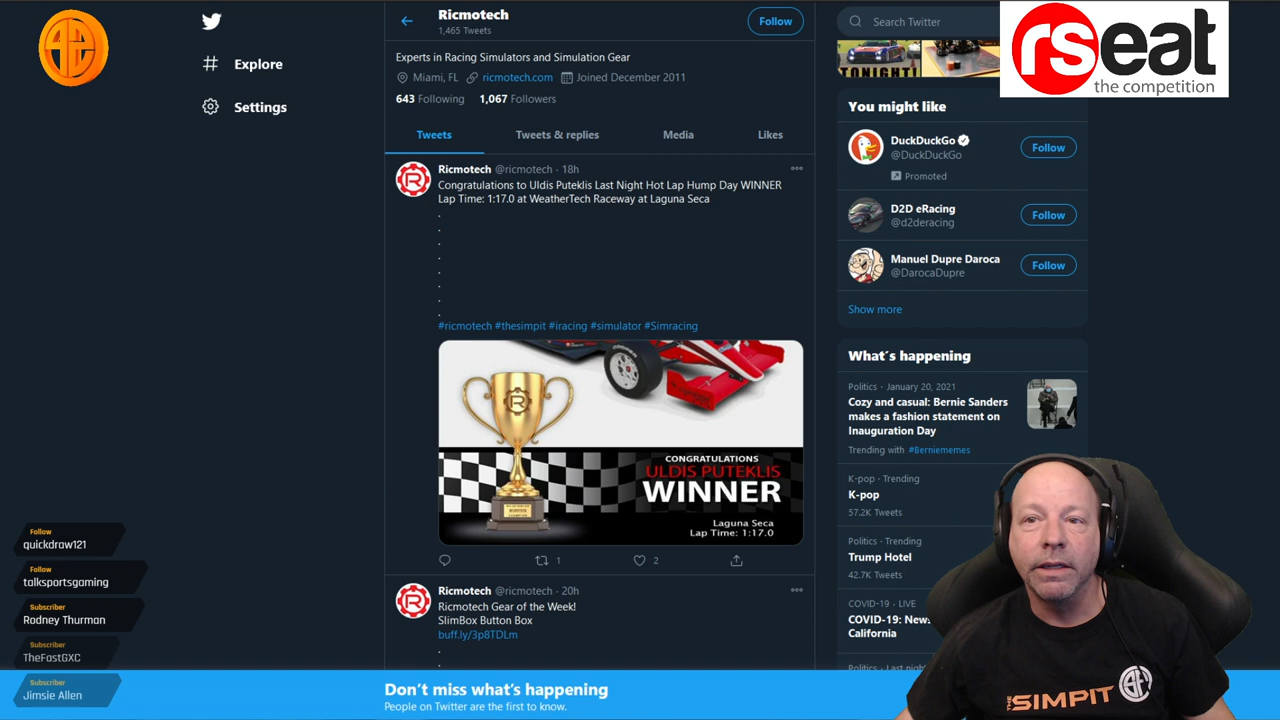 Explore
Settings
Ricmotech
1,465 Tweets
Follow
Experts in Racing Simulators and Simulation Gear
Miami, FL ricmotech.com Joined December 2011
643 Following 1,067 Followers
Tweets Tweets & replies Media Likes
Ricmotech @ricmotech · 18h
Congratulations to Uldis Puteklis Last Night Hot Lap Hump Day WINNER
Lap Time: 1:17.0 at WeatherTech Raceway at Laguna Seca
.
.
.
.
.
.
.
.
#ricmotech #thesimpit #iracing #simulator #Simracing
CONGRATULATIONS
ULDIS PUTEKLIS
WINNER
Laguna Seca
Lap Time: 1:17.0
1 2
Ricmotech @ricmotech · 20h
Ricmotech Gear of the Week!
SlimBox Button Box
buff.ly/3p8TDLm
.
.
Search Twitter
rseat
the competition
TONIGHT!
You might like
DuckDuckGo
@DuckDuckGo
Promoted
Follow
D2D eRacing
@d2deracing
Follow
Manuel Dupre Daroca
@DarocaDupre
Follow
Show more
What's happening
Politics · January 20, 2021
Cozy and casual: Bernie Sanders
makes a fashion statement on
Inauguration Day
Trending with #Berniememes
K-pop · Trending
K-pop
57.2K Tweets
Politics · Trending
Trump Hotel
42.7K Tweets
COVID-19 · LIVE
COVID-19: New
California
Politics · Last nig
Follow
quickdraw121
Follow
talksportsgaming
Subscriber
Rodney Thurman
Subscriber
TheFastGXC
Subscriber
Jimsie Allen
Don't miss what's happening
People on Twitter are the first to know.
THE SIMPIT